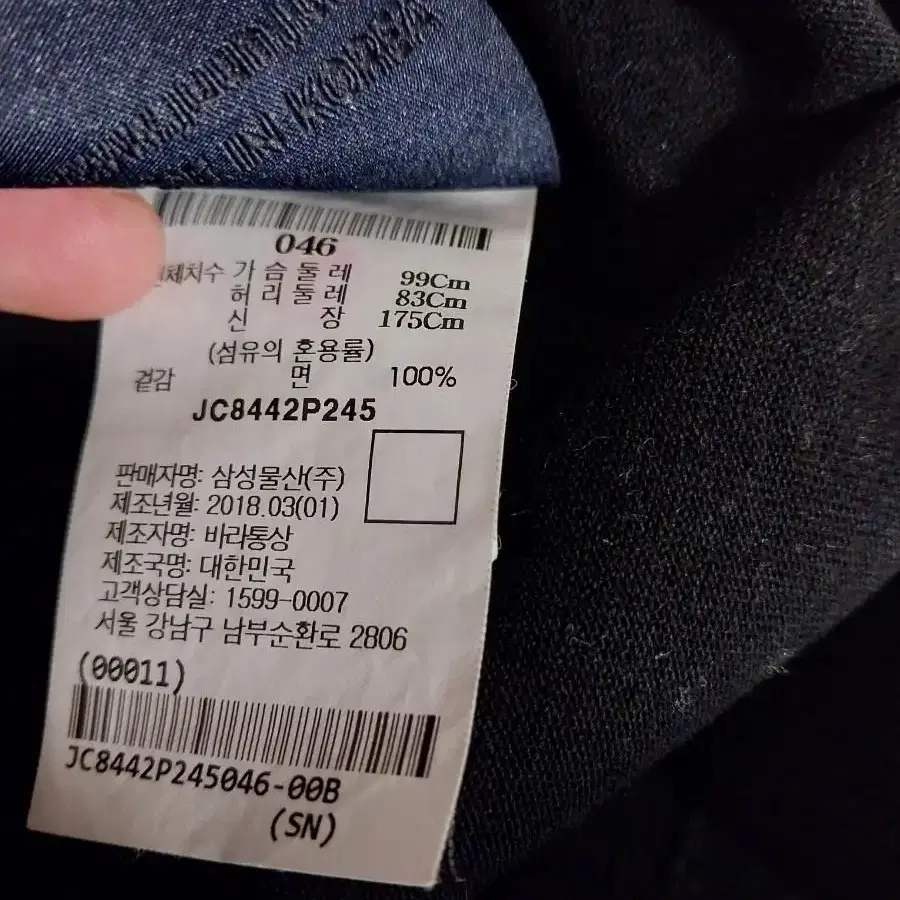 IN KOREA
046
체치수 가슴둘레 99Cm
허리둘레 83Cm
신장 175Cm
(섬유의 혼용률)
겉감 면 100%
JC8442P245
판매자명: 삼성물산(주)
제조년월: 2018.03(01)
제조자명: 바라통상
제조국명: 대한민국
고객상담실: 1599-0007
서울 강남구 남부순환로 2806
(00011)
JC8442P245046-00B
(SN)